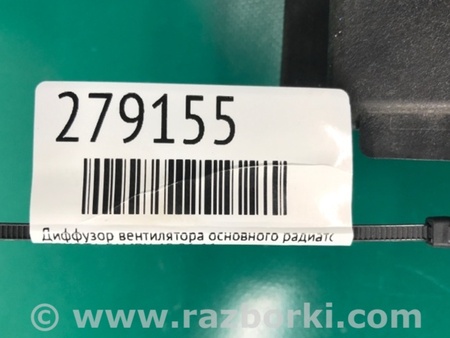 279155
Диффузор вентилятора основного радиатс
© www.razborki.com